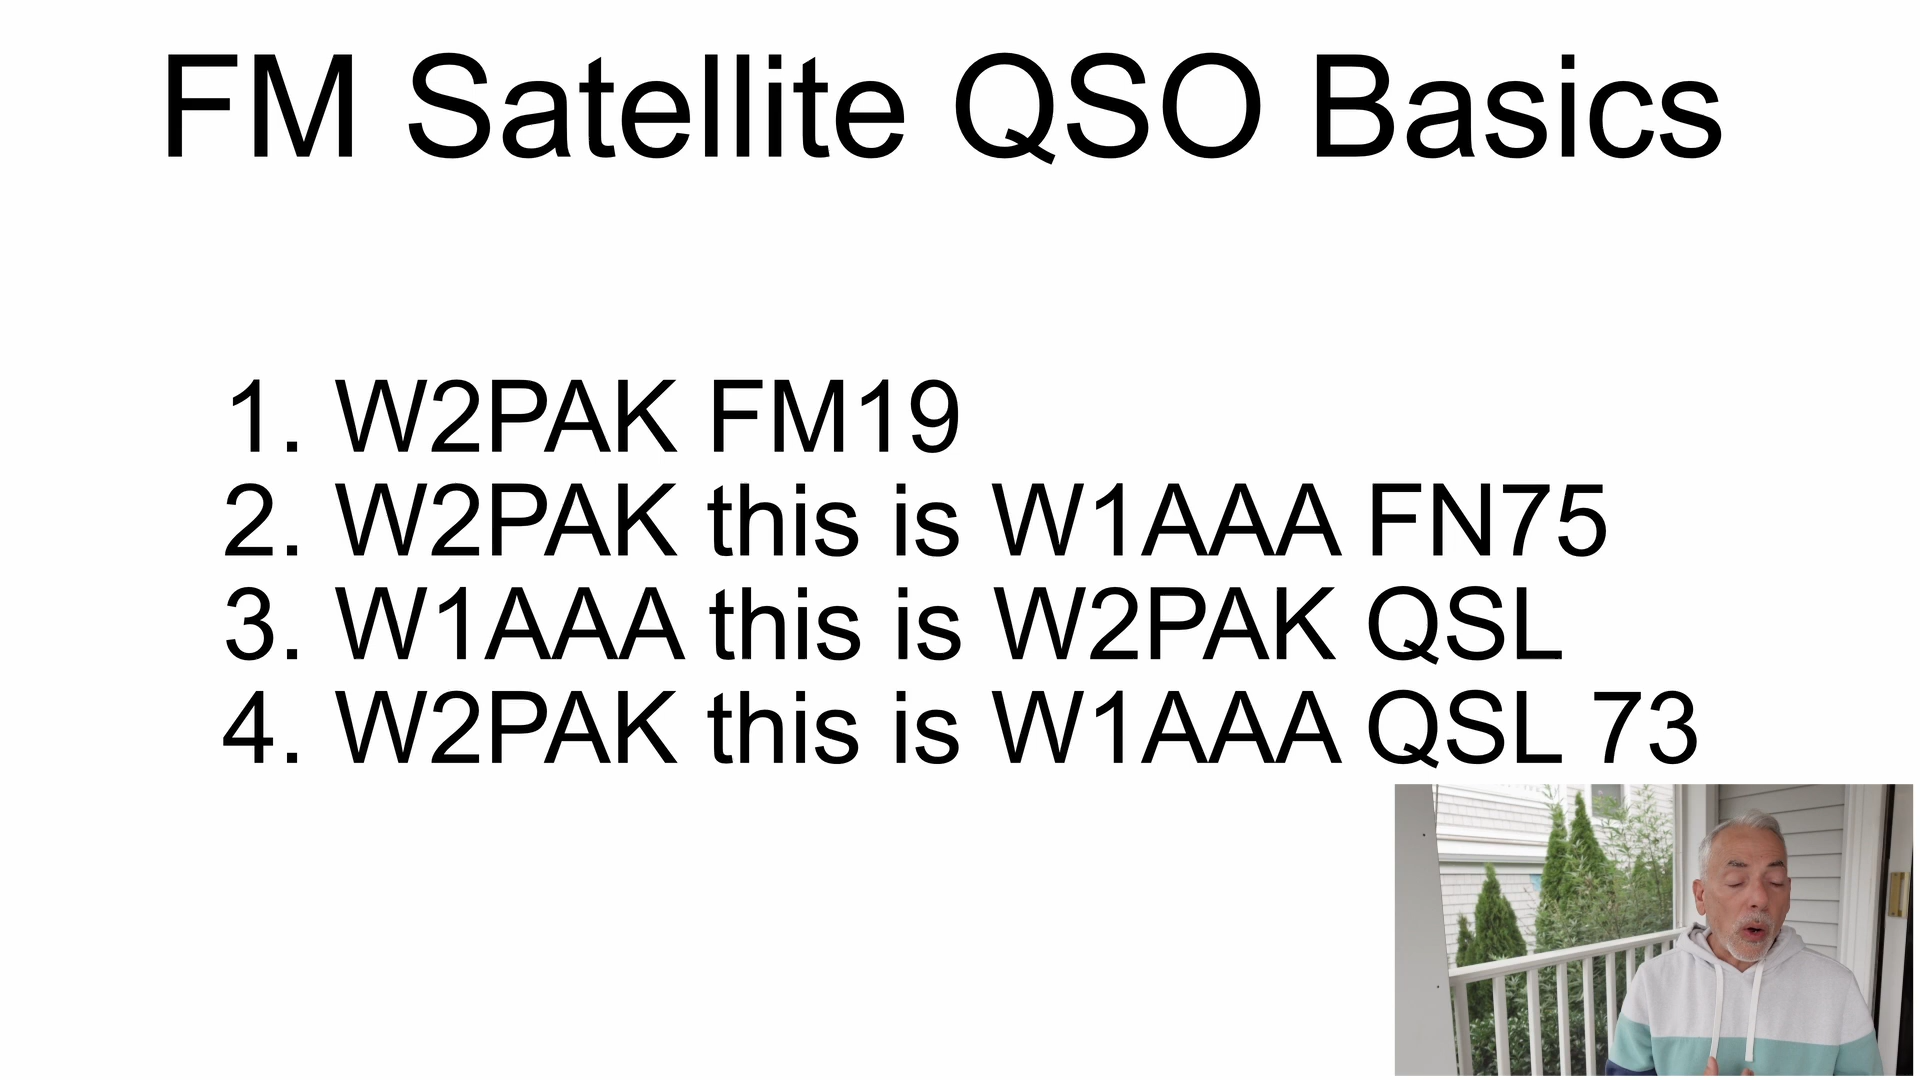 FM Satellite QSO Basics
1. W2PAK FM19
2. W2PAK this is W1AAA FN75
3. W1AAA this is W2PAK QSL
4. W2PAK this is W1AAA QSL 73